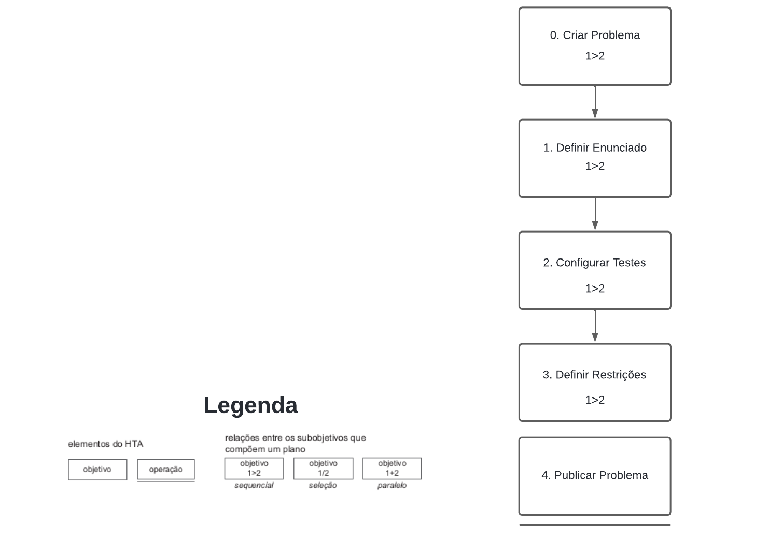 0. Criar Problema
1>2
1. Definir Enunciado
1>2
2. Configurar Testes
1>2
3. Definir Restrições
1>2
4. Publicar Problema
Legenda
elementos do HTA
objetivo
operação
relações entre os subobjetivos que
compõem um plano
objetivo
1>2
sequencial
objetivo
1/2
seleção
objetivo
1+2
paralelo